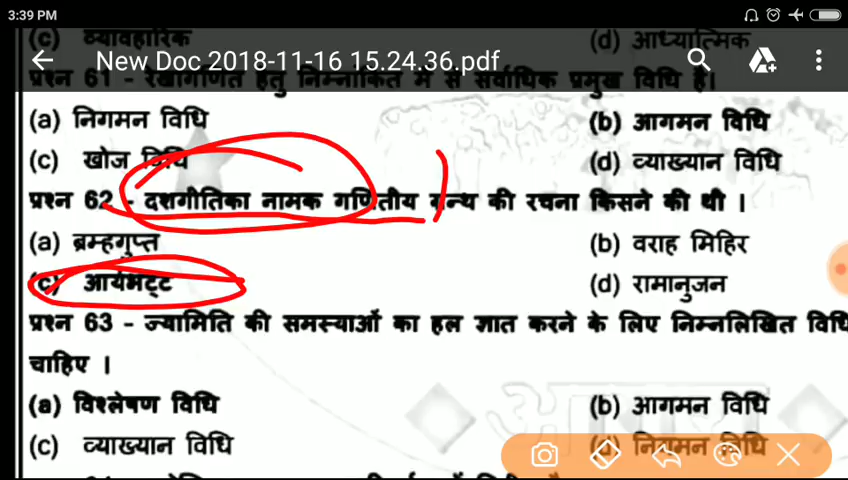 3:39 PM
(c) व्यावहारिक (d) आध्यात्मिक
New Doc 2018-11-16 15.24.36.pdf
प्रश्न 61 - रेखागणित हेतु निम्नांकित में से सर्वाधिक प्रमुख विधि है।
(a) निगमन विधि (b) आगमन विधि
(c) खोज विधि (d) व्याख्यान विधि
प्रश्न 62 - दशगीतिका नामक गणितीय ग्रन्थ की रचना किसने की थी ।
(a) ब्रम्हगुप्त (b) वराह मिहिर
(c) आर्यभट्ट (d) रामानुजन
प्रश्न 63 - ज्यामिति की समस्याओं का हल ज्ञात करने के लिए निम्नलिखित विधि
चाहिए ।
(a) विश्लेषण विधि (b) आगमन विधि
(c) व्याख्यान विधि (d) निगमन विधि